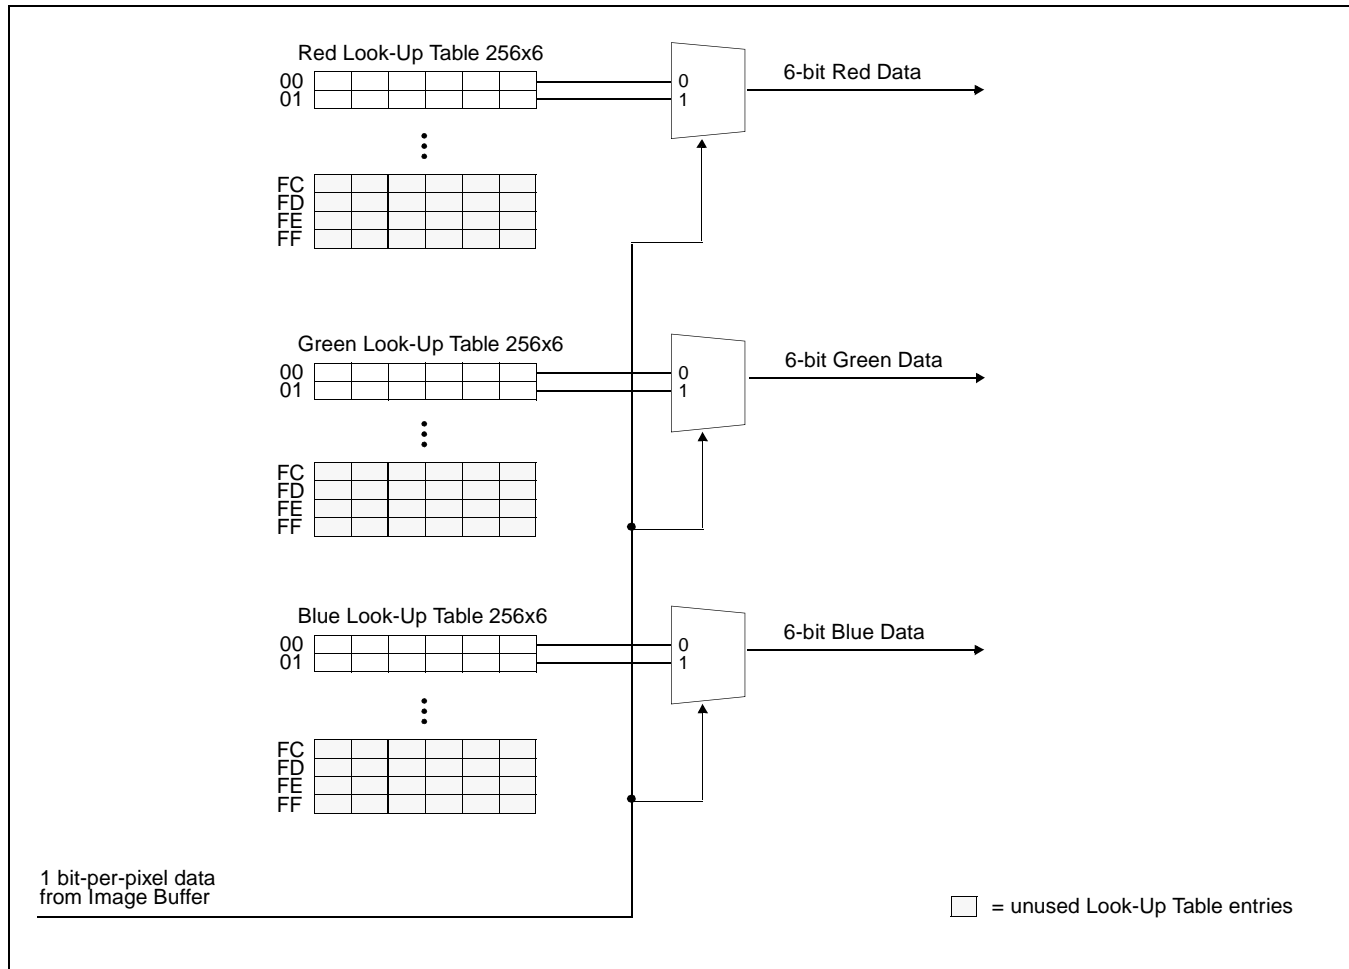 Red Look-Up Table 256x6
00
01
FC
FD
FE
FF
0
1
6-bit Red Data
Green Look-Up Table 256x6
00
01
FC
FD
FE
FF
0
1
6-bit Green Data
Blue Look-Up Table 256x6
00
01
FC
FD
FE
FF
0
1
6-bit Blue Data
1 bit-per-pixel data
from Image Buffer
= unused Look-Up Table entries